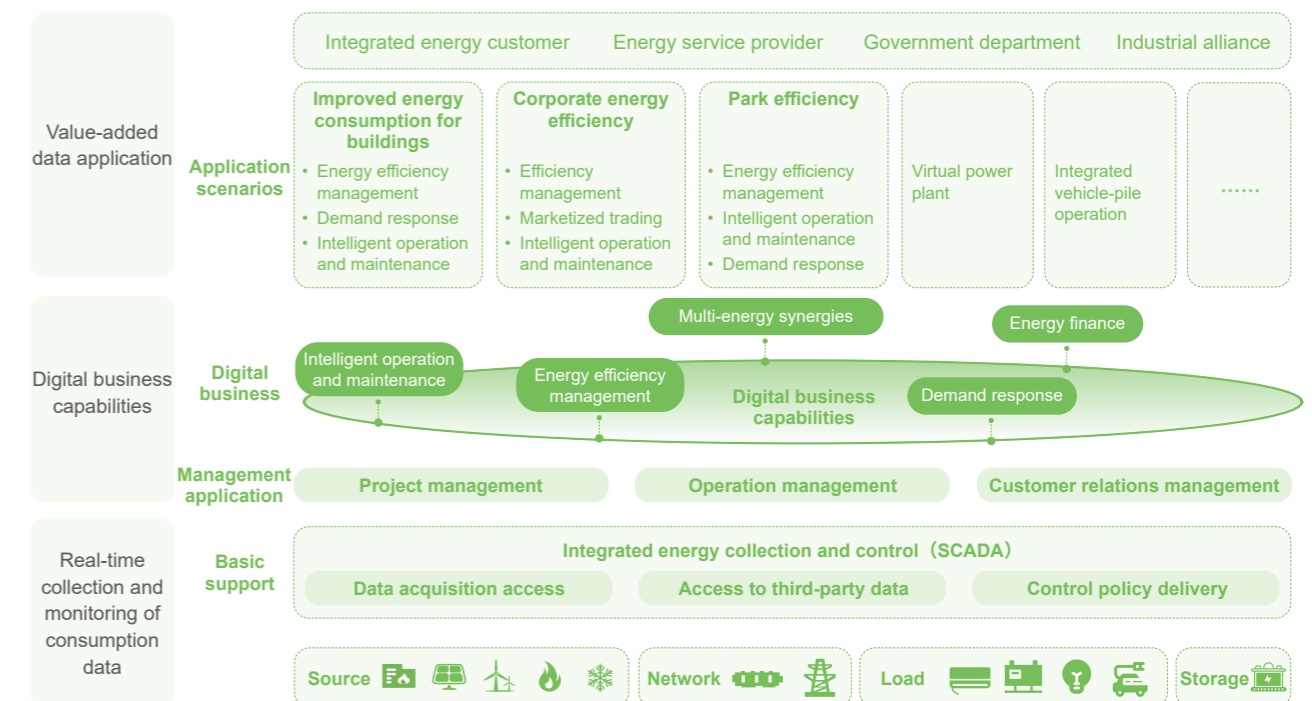 Integrated energy customer
Energy service provider
Government department
Industrial alliance
Value-added
data application
Application
scenarios
Improved energy
consumption for
buildings
• Energy efficiency
management
• Demand response
• Intelligent operation
and maintenance
Corporate energy
efficiency
• Efficiency
management
• Marketized trading
• Intelligent operation
and maintenance
Park efficiency
• Energy efficiency
management
• Intelligent operation
and maintenance
• Demand response
Virtual power
plant
Integrated
vehicle-pile
operation
······
Digital business
capabilities
Digital
business
Intelligent operation
and maintenance
Energy efficiency
management
Multi-energy synergies
Digital business
capabilities
Demand response
Energy finance
Management
application
Project management
Operation management
Customer relations management
Real-time
collection and
monitoring of
consumption
data
Basic
support
Integrated energy collection and control（SCADA）
Data acquisition access
Access to third-party data
Control policy delivery
Source
Network
Load
Storage